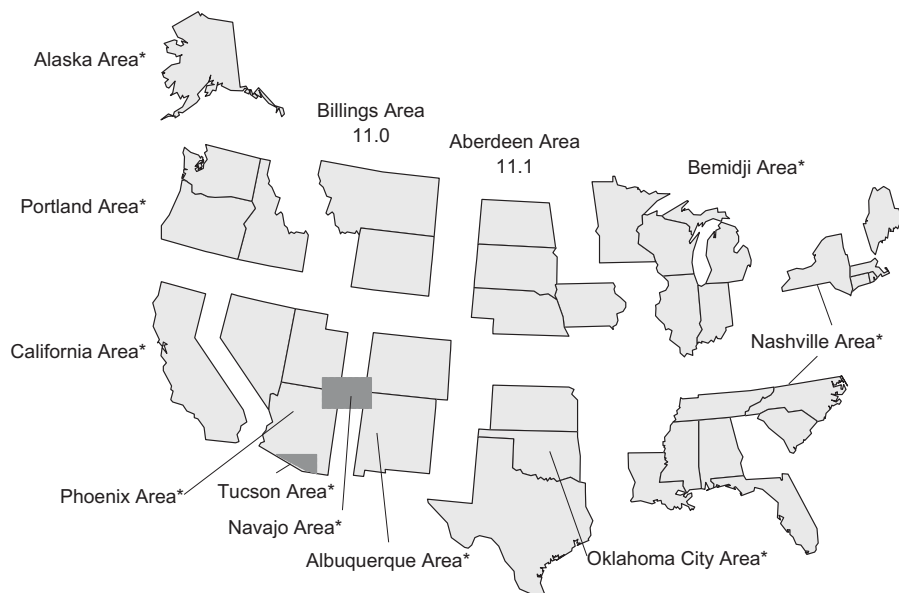 Alaska Area*
Billings Area
11.0
Aberdeen Area
11.1
Bemidji Area*
Portland Area*
California Area*
Nashville Area*
Phoenix Area*
Tucson Area*
Navajo Area*
Albuquerque Area*
Oklahoma City Area*